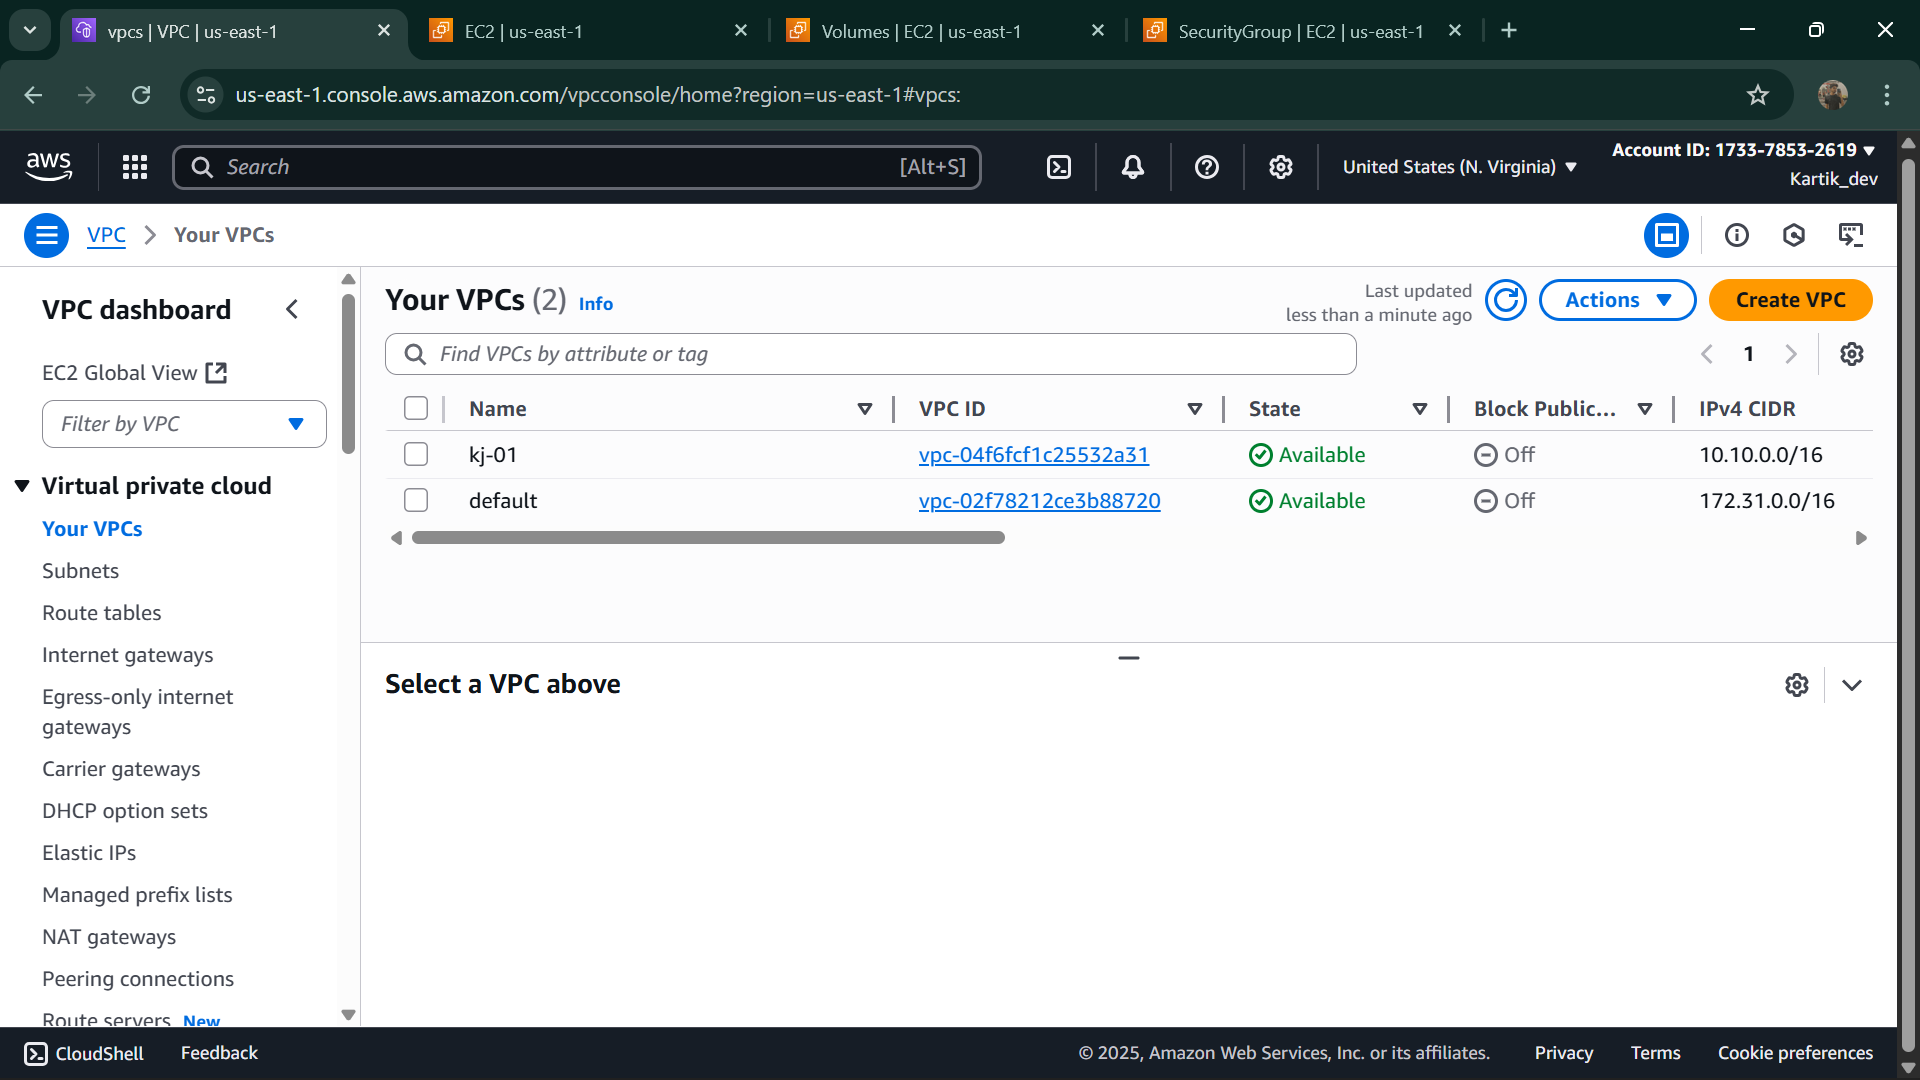 vpcs | VPC | us-east-1
EC2 | us-east-1
Volumes | EC2 | us-east-1
SecurityGroup | EC2 | us-east-1
us-east-1.console.aws.amazon.com/vpcconsole/home?region=us-east-1#vpcs:
aws
Search
[Alt+S]
United States (N. Virginia)
Account ID: 1733-7853-2619
Kartik_dev
VPC
Your VPCs
VPC dashboard
EC2 Global View
Filter by VPC
Virtual private cloud
Your VPCs
Subnets
Route tables
Internet gateways
Egress-only internet
gateways
Carrier gateways
DHCP option sets
Elastic IPs
Managed prefix lists
NAT gateways
Peering connections
Route servers New
Your VPCs (2) Info
Last updated
less than a minute ago
Actions
Create VPC
Find VPCs by attribute or tag
1
Name VPC ID State Block Public... IPv4 CIDR
kj-01 vpc-04f6fcf1c25532a31 Available Off 10.10.0.0/16
default vpc-02f78212ce3b88720 Available Off 172.31.0.0/16
Select a VPC above
CloudShell Feedback © 2025, Amazon Web Services, Inc. or its affiliates. Privacy Terms Cookie preferences